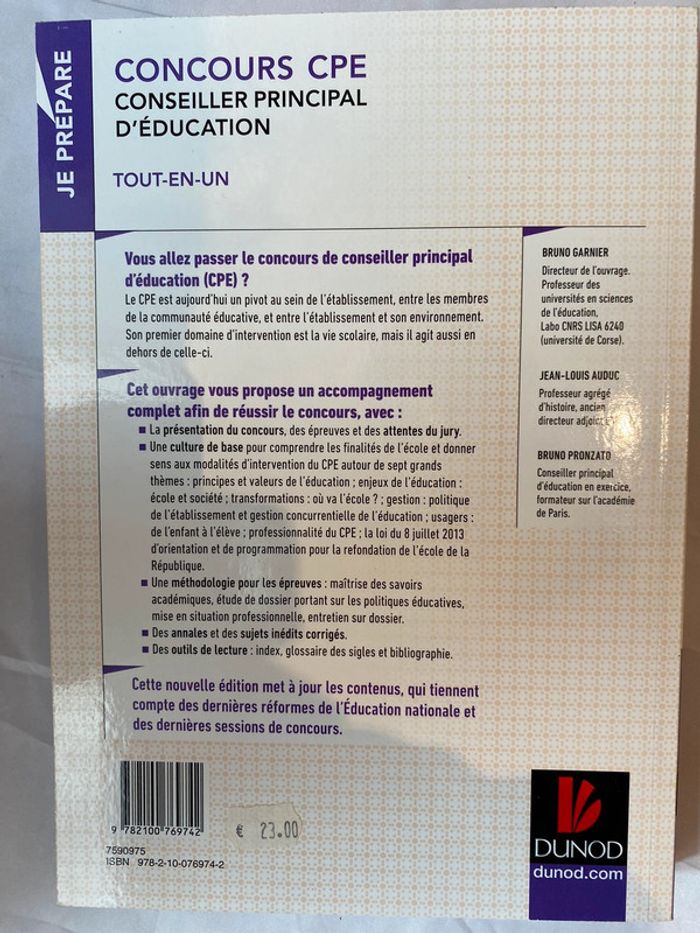 JE PRÉPARE
CONCOURS CPE
CONSEILLER PRINCIPAL
D'ÉDUCATION
TOUT-EN-UN
Vous allez passer le concours de conseiller principal
d'éducation (CPE) ?
Le CPE est aujourd'hui un pivot au sein de l'établissement, entre les membres
de la communauté éducative, et entre l'établissement et son environnement.
Son premier domaine d'intervention est la vie scolaire, mais il agit aussi en
dehors de celle-ci.
Cet ouvrage vous propose un accompagnement
complet afin de réussir le concours, avec :
■ La présentation du concours, des épreuves et des attentes du jury.
■ Une culture de base pour comprendre les finalités de l'école et donner
sens aux modalités d'intervention du CPE autour de sept grands
thèmes : principes et valeurs de l'éducation ; enjeux de l'éducation :
école et société ; transformations : où va l'école ? ; gestion : politique
de l'établissement et gestion concurrentielle de l'éducation ; usagers :
de l'enfant à l'élève ; professionnalité du CPE ; la loi du 8 juillet 2013
d'orientation et de programmation pour la refondation de l'école de la
République.
■ Une méthodologie pour les épreuves : maîtrise des savoirs
académiques, étude de dossier portant sur les politiques éducatives,
mise en situation professionnelle, entretien sur dossier.
■ Des annales et des sujets inédits corrigés.
■ Des outils de lecture : index, glossaire des sigles et bibliographie.
Cette nouvelle édition met à jour les contenus, qui tiennent
compte des dernières réformes de l'Éducation nationale et
des dernières sessions de concours.
BRUNO GARNIER
Directeur de l'ouvrage.
Professeur des
universités en sciences
de l'éducation,
Labo CNRS LISA 6240
(université de Corse).
JEAN-LOUIS AUDUC
Professeur agrégé
d'histoire, ancien
directeur adjoint
BRUNO PRONZATO
Conseiller principal
d'éducation en exercice,
formateur sur l'académie
de Paris.
9 782100 769742
€ 23.00
7590975
ISBN 978-2-10-076974-2
DUNOD
dunod.com